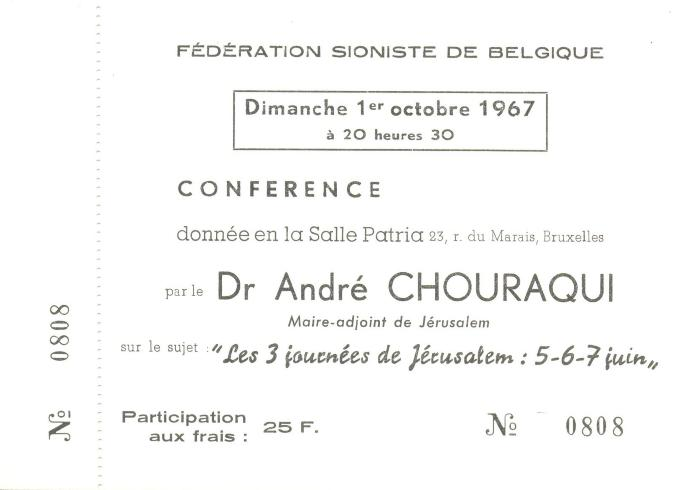 FÉDÉRATION SIONISTE DE BELGIQUE
Dimanche 1er octobre 1967
à 20 heures 30
CONFERENCE
donnée en la Salle Patria 23, r. du Marais, Bruxelles
par le Dr André CHOURAQUI
Maire-adjoint de Jérusalem
sur le sujet : "Les 3 journées de Jérusalem : 5-6-7 juin„
Participation
aux frais : 25 F.
No 0808
No 0808